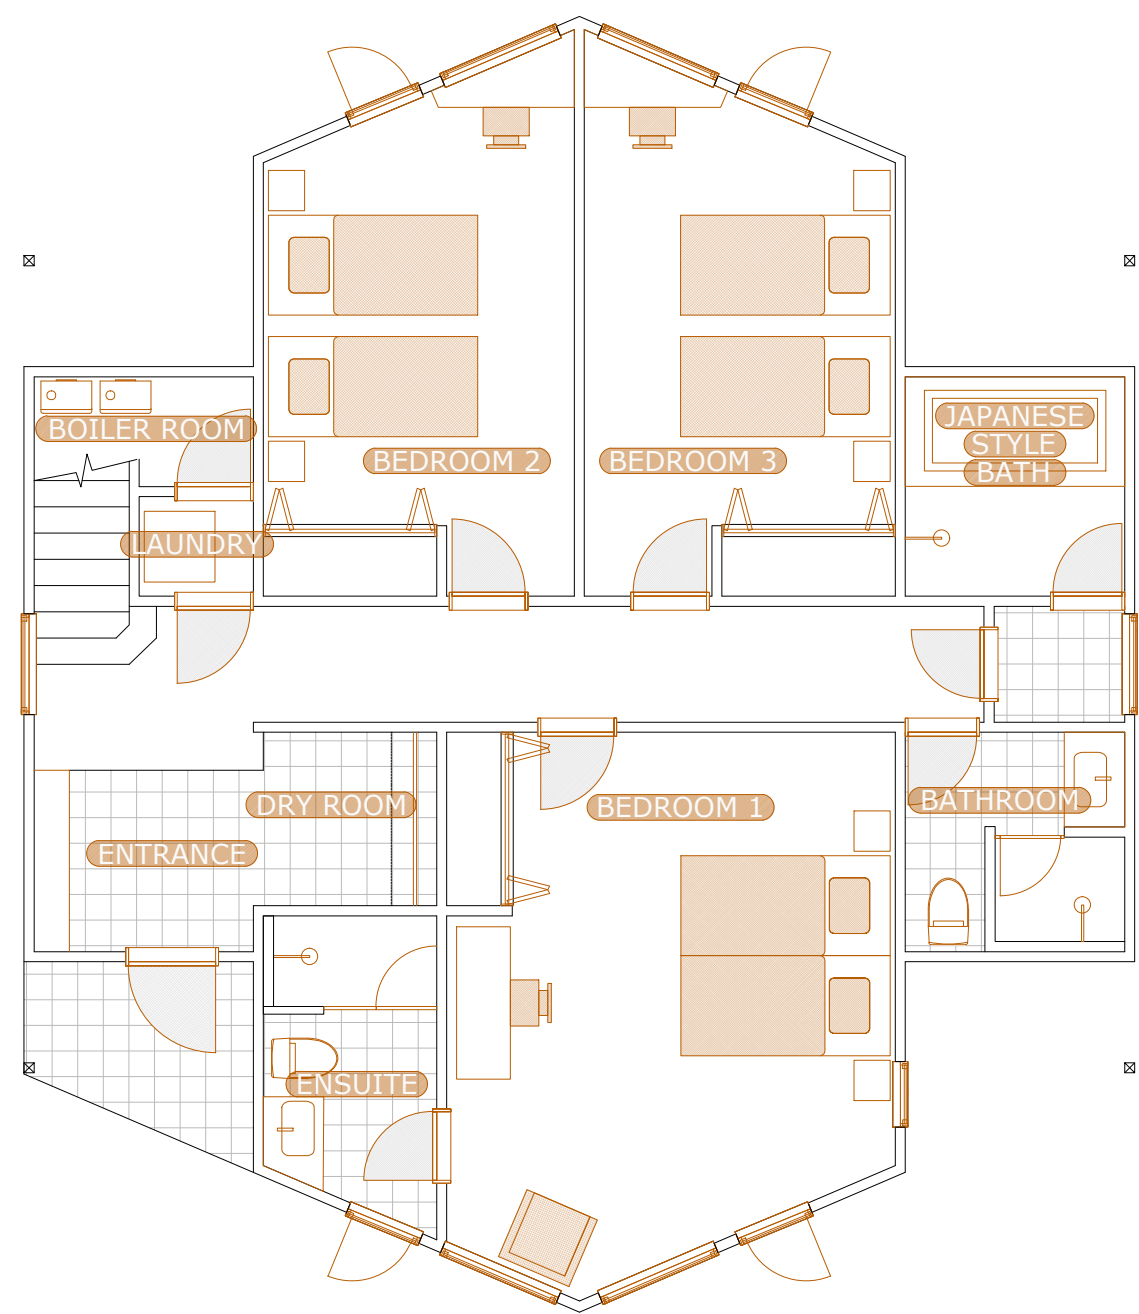 JAPANESE
STYLE
BATH
BOILER ROOM
BEDROOM 2
BEDROOM 3
LAUNDRY
DRY ROOM
BEDROOM 1
BATHROOM
ENTRANCE
ENSUITE